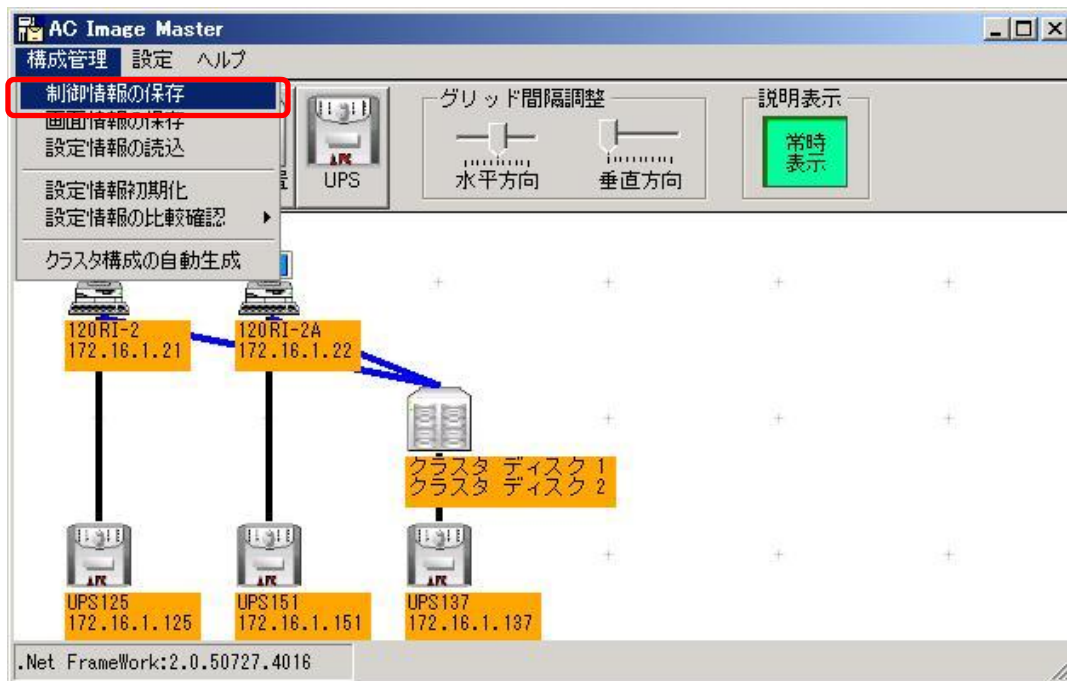 AC Image Master
構成管理 設定 ヘルプ
制御情報の保存
画面情報の保存
設定情報の読込
設定情報初期化
設定情報の比較確認
クラスタ構成の自動生成
UPS
グリッド間隔調整
水平方向 垂直方向
説明表示
常時
表示
120RI-2
172.16.1.21
120RI-2A
172.16.1.22
クラスタ ディスク 1
クラスタ ディスク 2
UPS125
172.16.1.125
UPS151
172.16.1.151
UPS137
172.16.1.137
.Net FrameWork:2.0.50727.4016